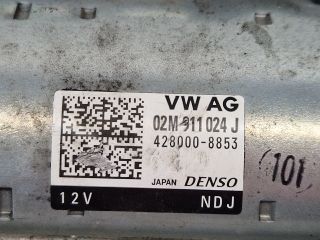 VW AG
02M 911 024 J
428000-8853
JAPAN DENSO
12V NDJ
(101)